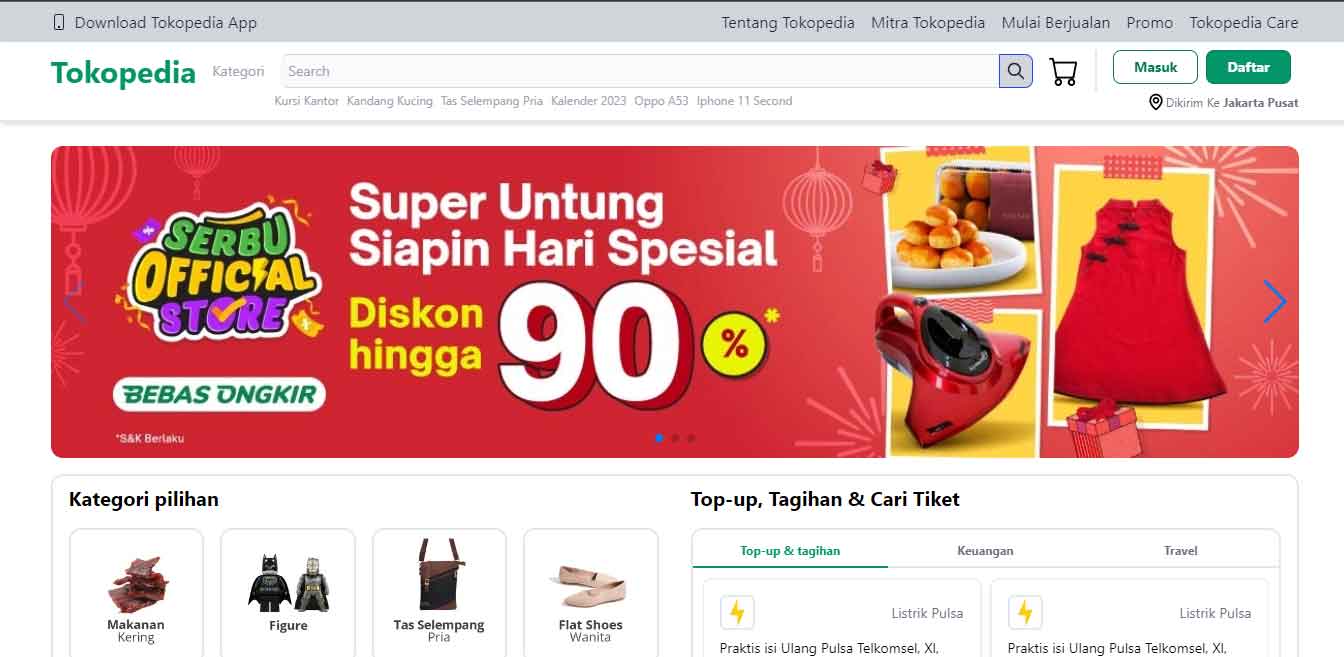 Download Tokopedia App
Tentang Tokopedia Mitra Tokopedia Mulai Berjualan Promo Tokopedia Care
Tokopedia Kategori Search Masuk Daftar
Kursi Kantor Kandang Kucing Tas Selempang Pria Kalender 2023 Oppo A53 Iphone 11 Second
Dikirim Ke Jakarta Pusat
SERBU
OFFICIAL
STORE
BEBAS ONGKIR
*S&K Berlaku
Super Untung
Siapin Hari Spesial
Diskon
hingga
90%*
Kategori pilihan
Makanan
Kering
Figure
Tas Selempang
Pria
Flat Shoes
Wanita
Top-up, Tagihan & Cari Tiket
Top-up & tagihan Keuangan Travel
Listrik Pulsa
Praktis isi Ulang Pulsa Telkomsel, Xl,
Listrik Pulsa
Praktis isi Ulang Pulsa Telkomsel, Xl,